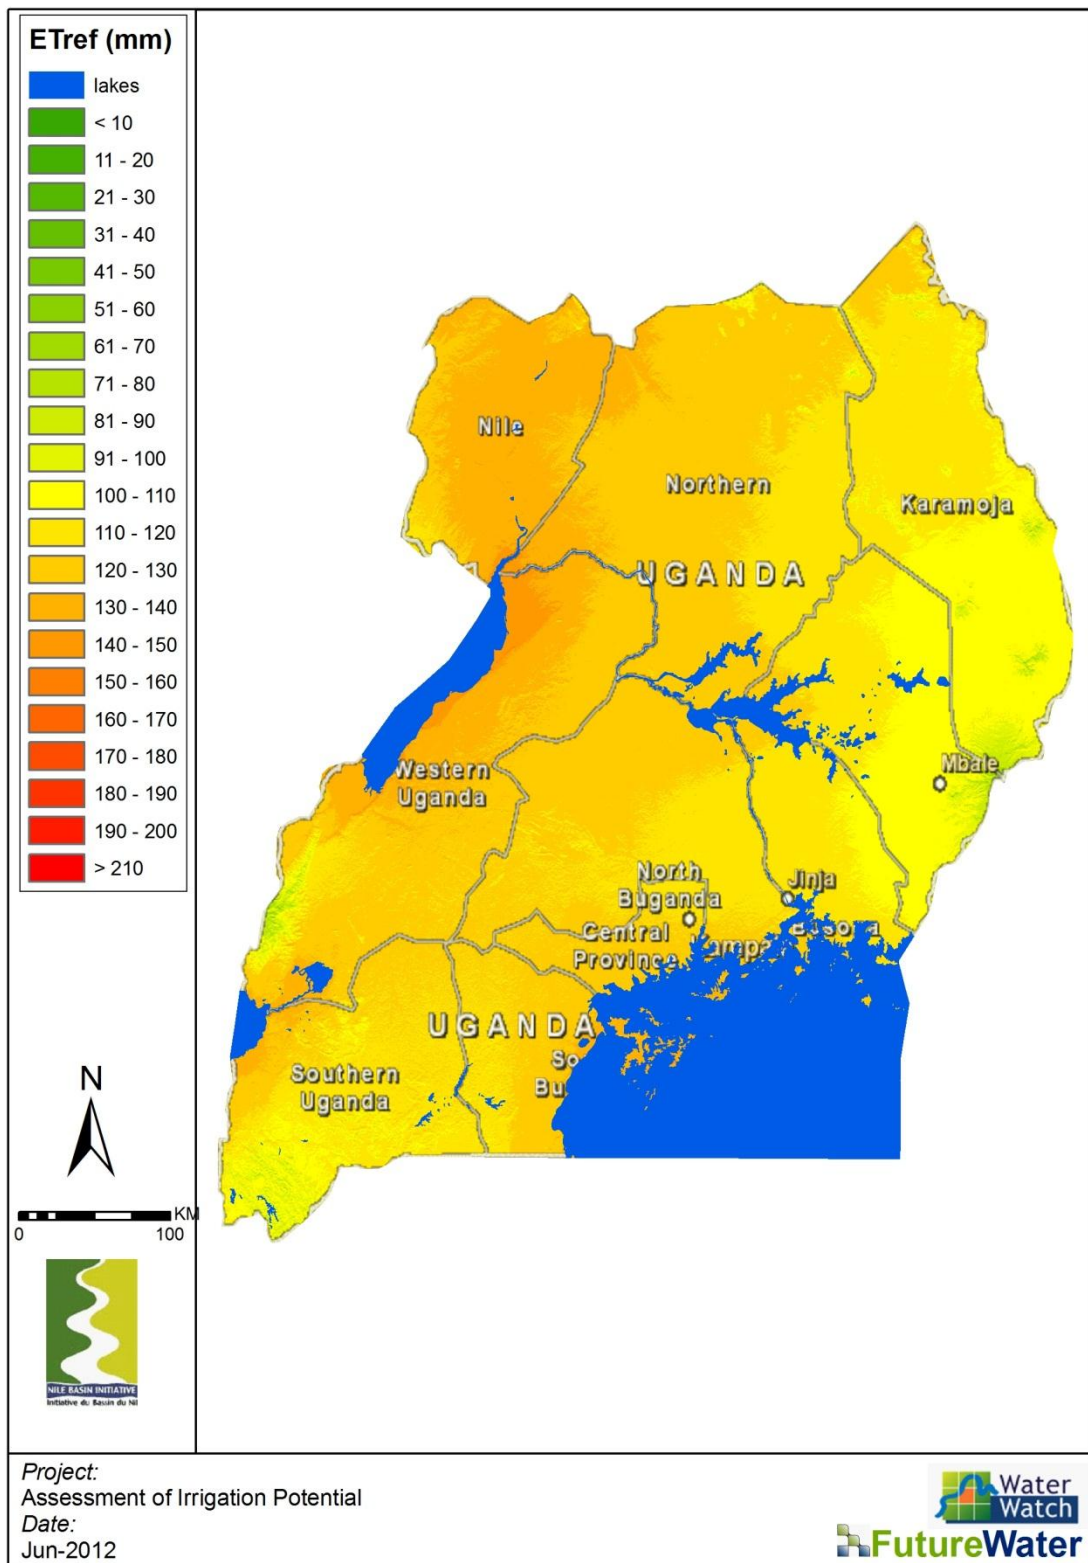 ETref (mm)
lakes
< 10
11 - 20
21 - 30
31 - 40
41 - 50
51 - 60
61 - 70
71 - 80
81 - 90
91 - 100
100 - 110
110 - 120
120 - 130
130 - 140
140 - 150
150 - 160
160 - 170
170 - 180
180 - 190
190 - 200
> 210
Nile
Northern
Karamoja
UGANDA
Western
Uganda
Mbale
North
Buganda
Jinja
Central
Province
UGANDA
So
Bu
Southern
Uganda
N
KM
0 100
NILE BASIN INITIATIVE
Initiative du Bassin du Nil
Project:
Assessment of Irrigation Potential
Date:
Jun-2012
Water
Watch
FutureWater